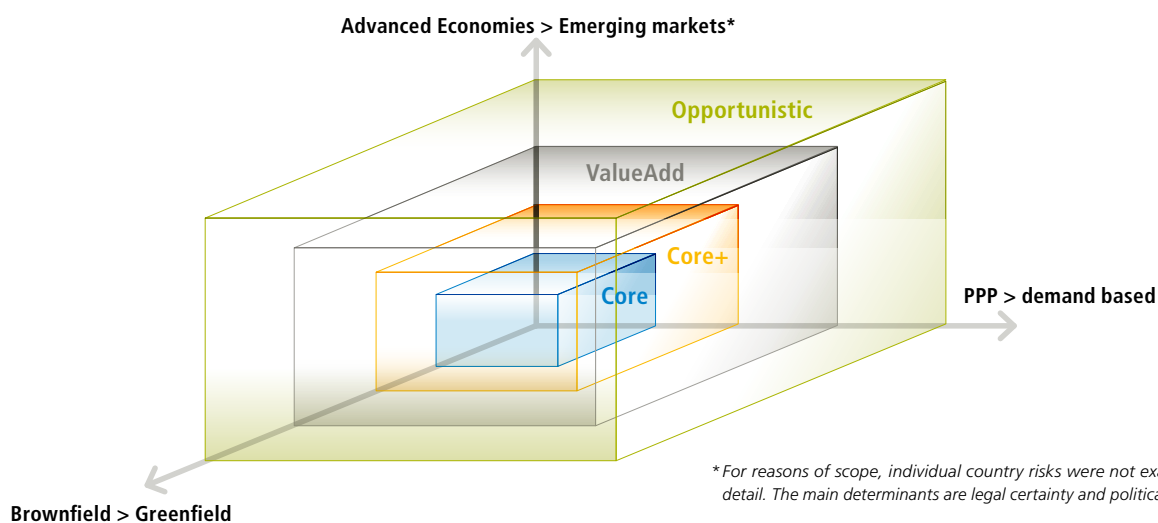 Advanced Economies > Emerging markets*
Opportunistic
ValueAdd
Core+
Core
PPP > demand based
*For reasons of scope, individual country risks were not
detail. The main determinants are legal certainty and
Brownfield > Greenfield